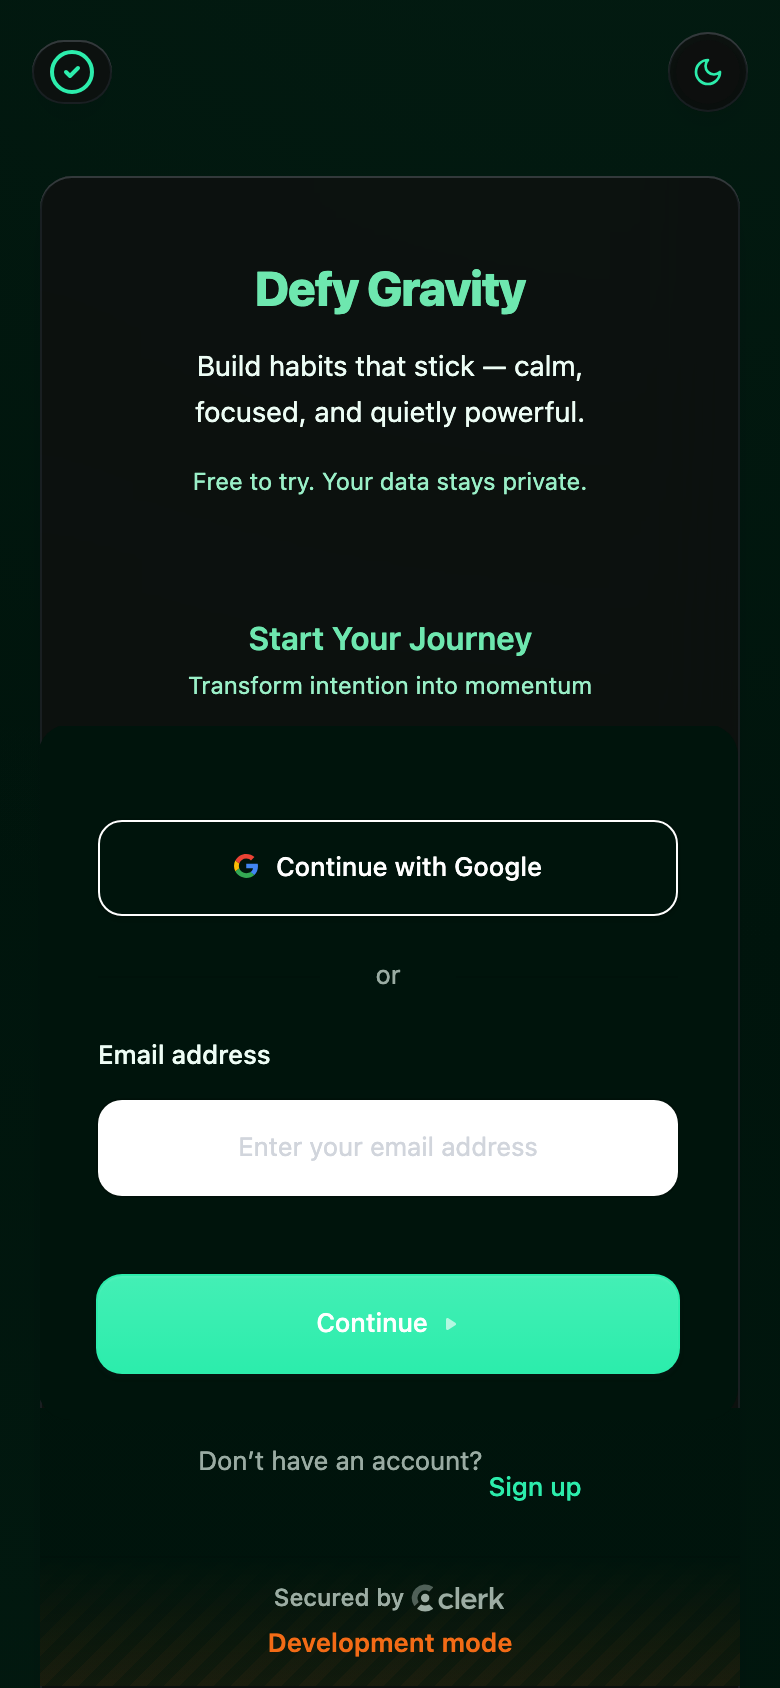 Defy Gravity
Build habits that stick — calm,
focused, and quietly powerful.
Free to try. Your data stays private.
Start Your Journey
Transform intention into momentum
Continue with Google
or
Email address
Enter your email address
Continue
Don’t have an account?
Sign up
Secured by clerk
Development mode